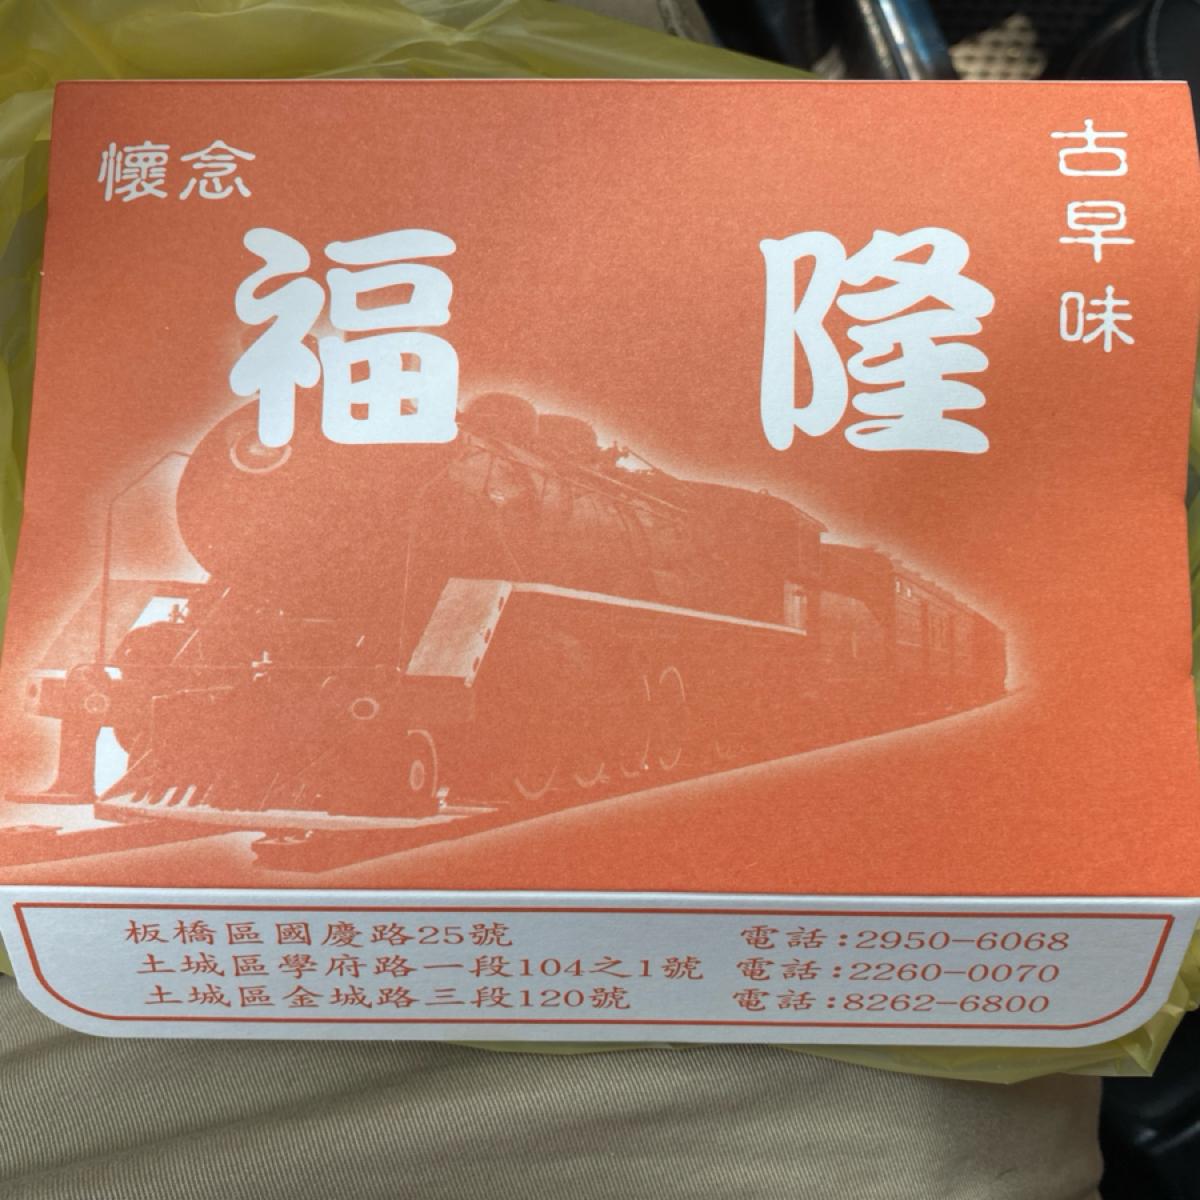 懷念
福隆
古早味
板橋區國慶路25號 電話:2950-6068
土城區學府路一段104之1號 電話:2260-0070
土城區金城路三段120號 電話:8262-6800